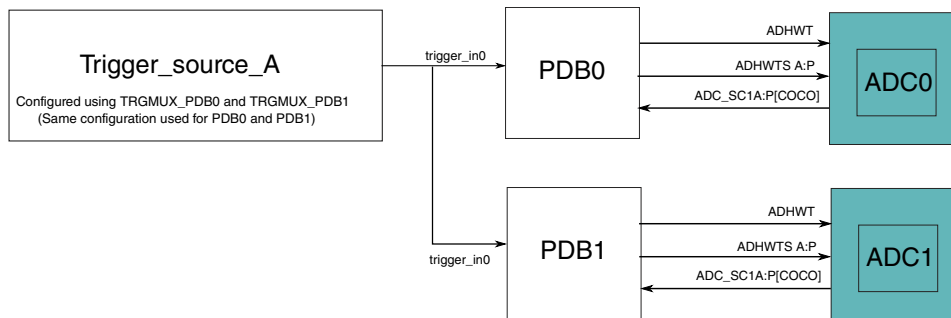 Trigger_source_A
Configured using TRGMUX_PDB0 and TRGMUX_PDB1
(Same configuration used for PDB0 and PDB1)
trigger_in0
PDB0
ADHWT
ADHWTS A:P
ADC_SC1A:P[COCO]
ADC0
trigger_in0
PDB1
ADHWT
ADHWTS A:P
ADC_SC1A:P[COCO]
ADC1